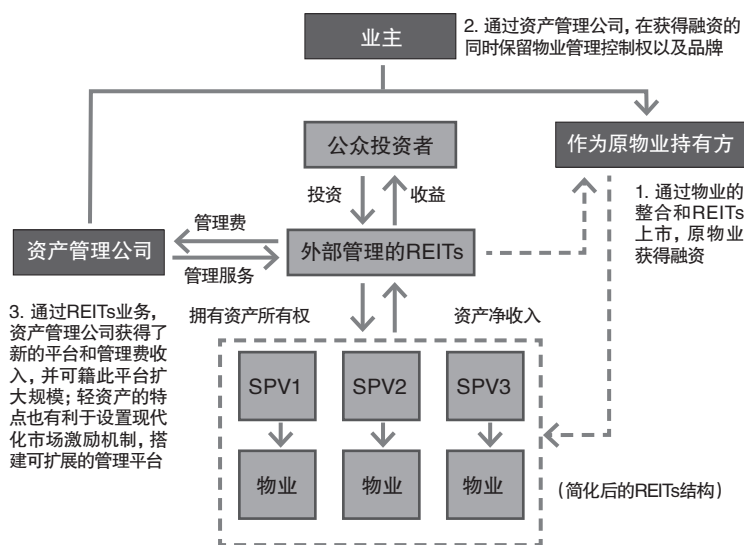 业主
2. 通过资产管理公司, 在获得融资的
同时保留物业管理控制权以及品牌
公众投资者
作为原物业持有方
投资
收益
1. 通过物业的
整合和REITs
上市, 原物业
获得融资
管理费
资产管理公司
外部管理的REITs
管理服务
3. 通过REITs业务,
资产管理公司获得了
新的平台和管理费收
入, 并可籍此平台扩
大规模; 轻资产的特
点也有利于设置现代
化市场激励机制, 搭
建可扩展的管理平台
拥有资产所有权
资产净收入
SPV1
SPV2
SPV3
物业
物业
物业
(简化后的REITs结构)